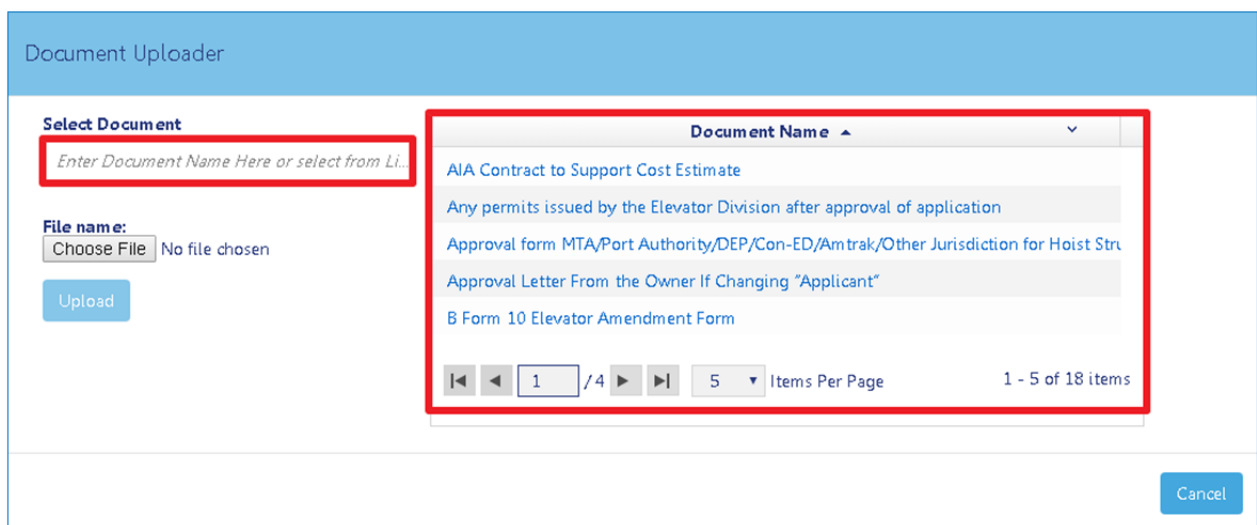 Document Uploader
Select Document
Enter Document Name Here or select from Li...
File name:
Choose File No file chosen
Upload
Document Name
AIA Contract to Support Cost Estimate
Any permits issued by the Elevator Division after approval of application
Approval form MTA/Port Authority/DEP/Con-ED/Amtrak/Other Jurisdiction for Hoist Stru
Approval Letter From the Owner If Changing "Applicant"
B Form 10 Elevator Amendment Form
1 / 4 5 Items Per Page 1 - 5 of 18 items
Cancel